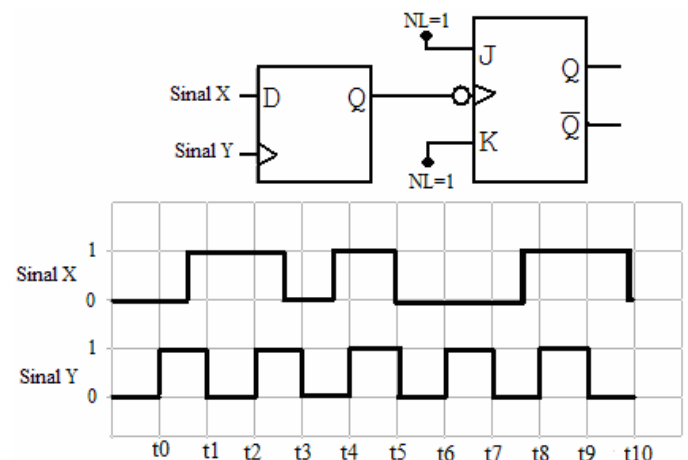 NL=1
J
Q
Sinal X
D
Q
Q
Sinal Y
K
NL=1
1
Sinal X
0
1
Sinal Y
0
t0 t1 t2 t3 t4 t5 t6 t7 t8 t9 t10